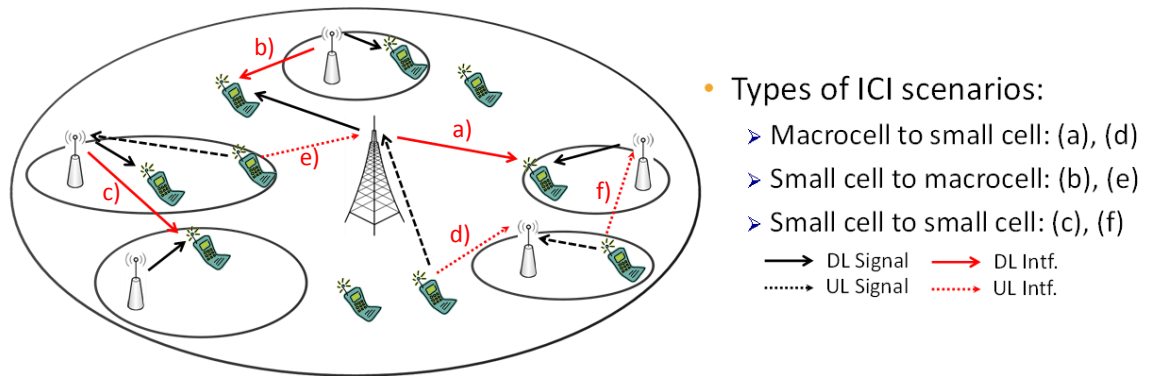 b)
a)
e)
c)
f)
d)
• Types of ICI scenarios:
➢ Macrocell to small cell: (a), (d)
➢ Small cell to macrocell: (b), (e)
➢ Small cell to small cell: (c), (f)
DL Signal DL Intf.
UL Signal UL Intf.